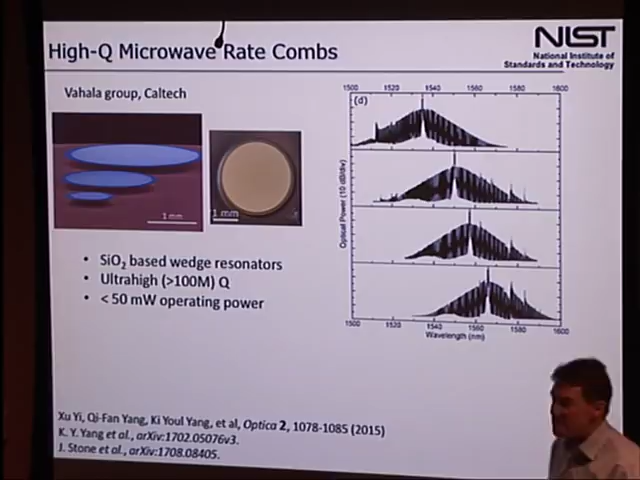 High-Q Microwave Rate Combs
NIST
National Institute of
Standards and Technology
Vahala group, Caltech
1 mm
1 mm
• SiO₂ based wedge resonators
• Ultrahigh (>100M) Q
• < 50 mW operating power
1500 1520 1540 1560 1580 1600
(d)
Optical Power (10 dB/div)
1500 1520 1540 1560 1580 1600
Wavelength (nm)
Xu Yi, Qi-Fan Yang, Ki Youl Yang, et al, Optica 2, 1078-1085 (2015)
K. Y. Yang et al., arXiv:1702.05076v3.
J. Stone et al., arXiv:1708.08405.